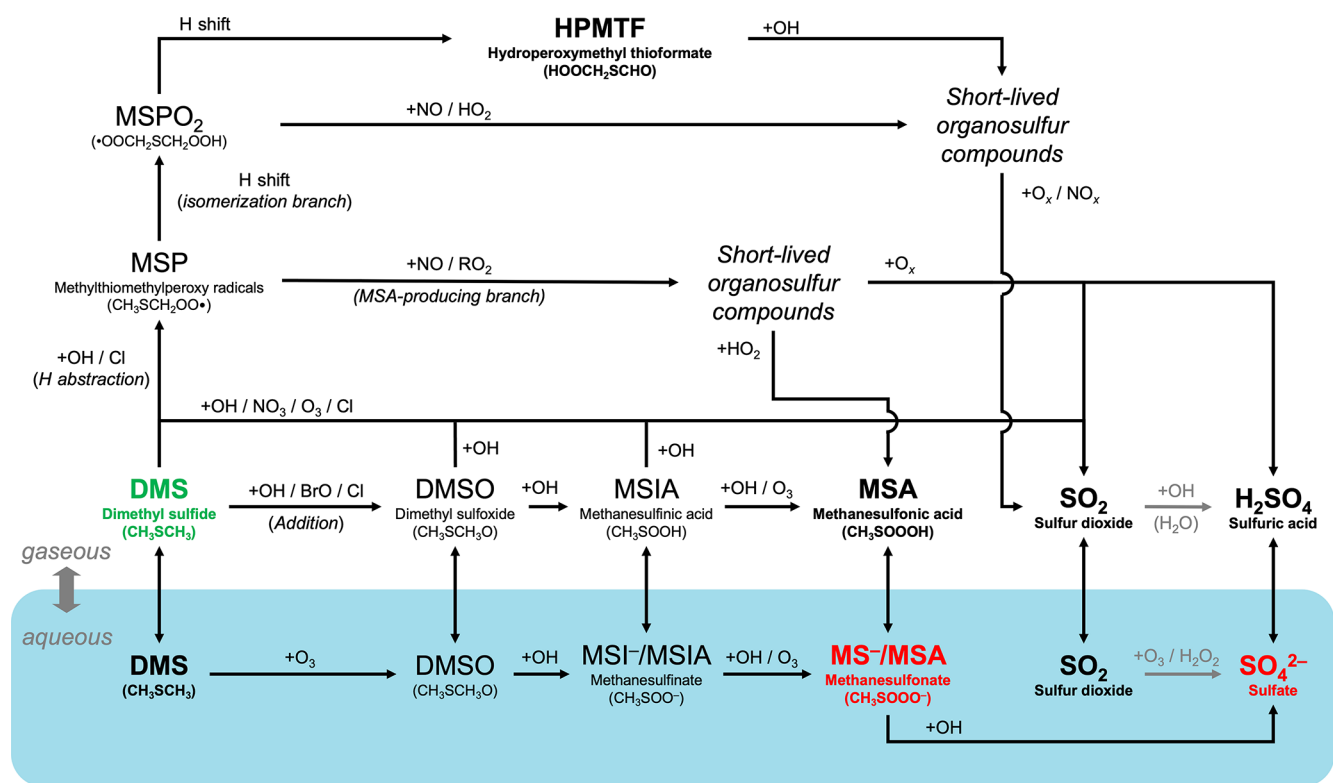 H shift
HPMTF
Hydroperoxymethyl thioformate
(HOOCH₂SCHO)
+OH
MSPO₂
(•OOCH₂SCH₂OOH)
+NO / HO₂
Short-lived
organosulfur
compounds
H shift
(isomerization branch)
+Oₓ / NOₓ
MSP
Methylthiomethylperoxy radicals
(CH₃SCH₂OO•)
+NO / RO₂
(MSA-producing branch)
Short-lived
organosulfur
compounds
+Oₓ
+HO₂
+OH / Cl
(H abstraction)
+OH / NO₃ / O₃ / Cl
+OH
+OH
DMS
Dimethyl sulfide
(CH₃SCH₃)
+OH / BrO / Cl
(Addition)
DMSO
Dimethyl sulfoxide
(CH₃SCH₃O)
+OH
MSIA
Methanesulfinic acid
(CH₃SOOH)
+OH / O₃
MSA
Methanesulfonic acid
(CH₃SOOOH)
SO₂
Sulfur dioxide
+OH
(H₂O)
H₂SO₄
Sulfuric acid
gaseous
aqueous
DMS
(CH₃SCH₃)
+O₃
DMSO
(CH₃SCH₃O)
+OH
MSI⁻/MSIA
Methanesulfinate
(CH₃SOO⁻)
+OH / O₃
MS⁻/MSA
Methanesulfonate
(CH₃SOOO⁻)
SO₂
Sulfur dioxide
+O₃ / H₂O₂
SO₄²⁻
Sulfate
+OH